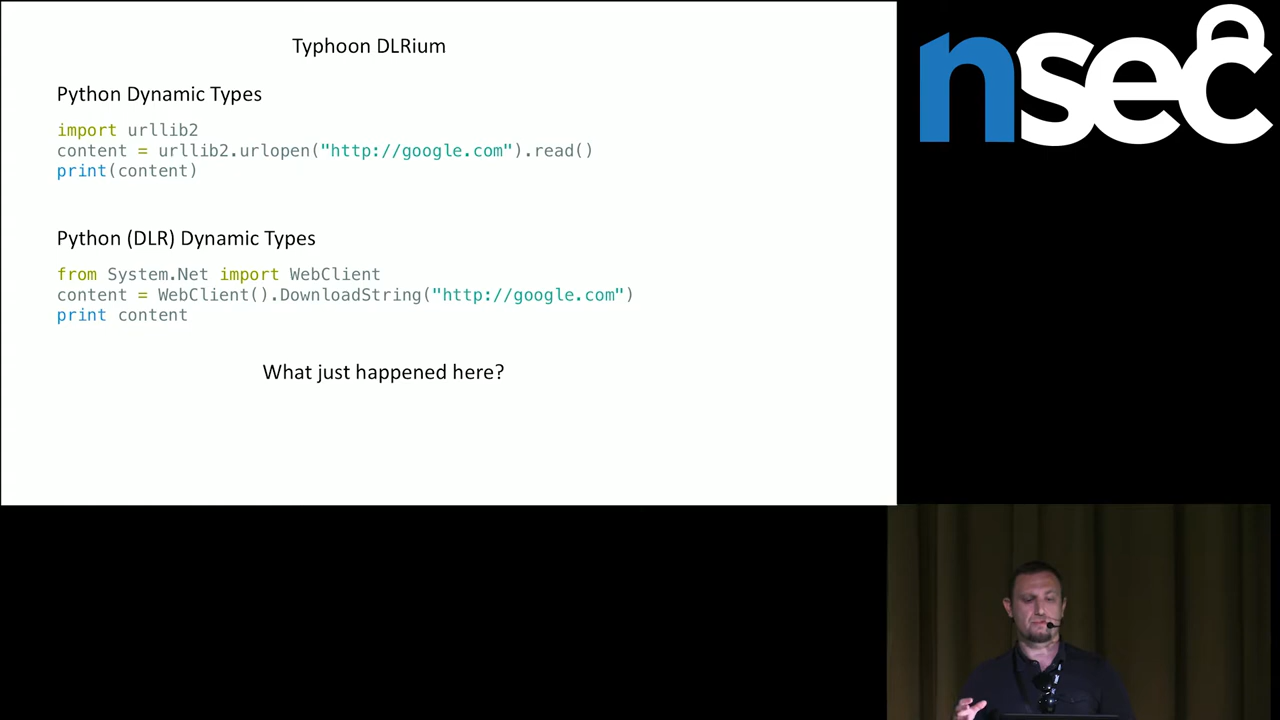 Typhoon DLRium
Python Dynamic Types
import urllib2
content = urllib2.urlopen("http://google.com").read()
print(content)
Python (DLR) Dynamic Types
from System.Net import WebClient
content = WebClient().DownloadString("http://google.com")
print content
What just happened here?
nsec